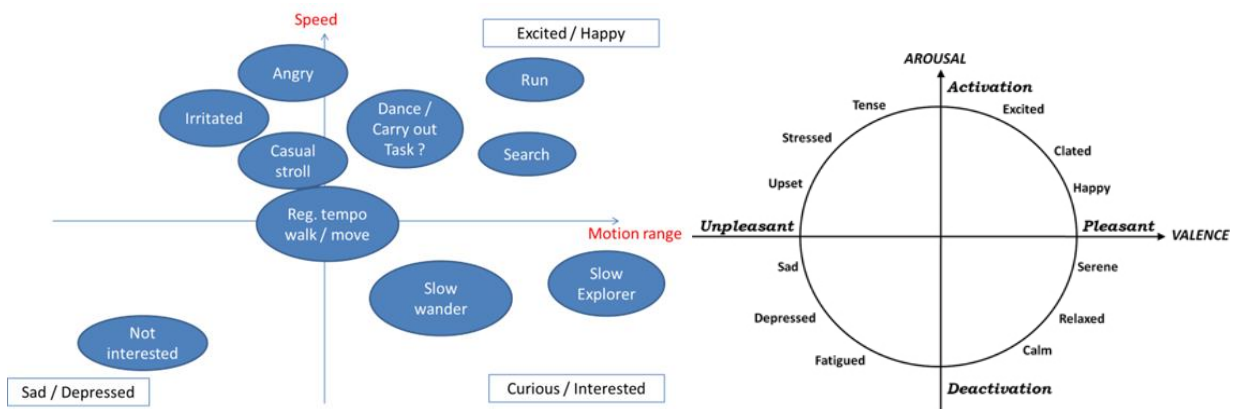 Speed
Excited / Happy
Angry
Run
Irritated
Dance /
Carry out
Task ?
Casual
stroll
Search
Reg. tempo
walk / move
Motion range
Slow
wander
Slow
Explorer
Not
interested
Sad / Depressed
Curious / Interested
AROUSAL
Activation
Tense
Excited
Stressed
Clated
Upset
Happy
Unpleasant
Pleasant
VALENCE
Sad
Serene
Depressed
Relaxed
Fatigued
Calm
Deactivation